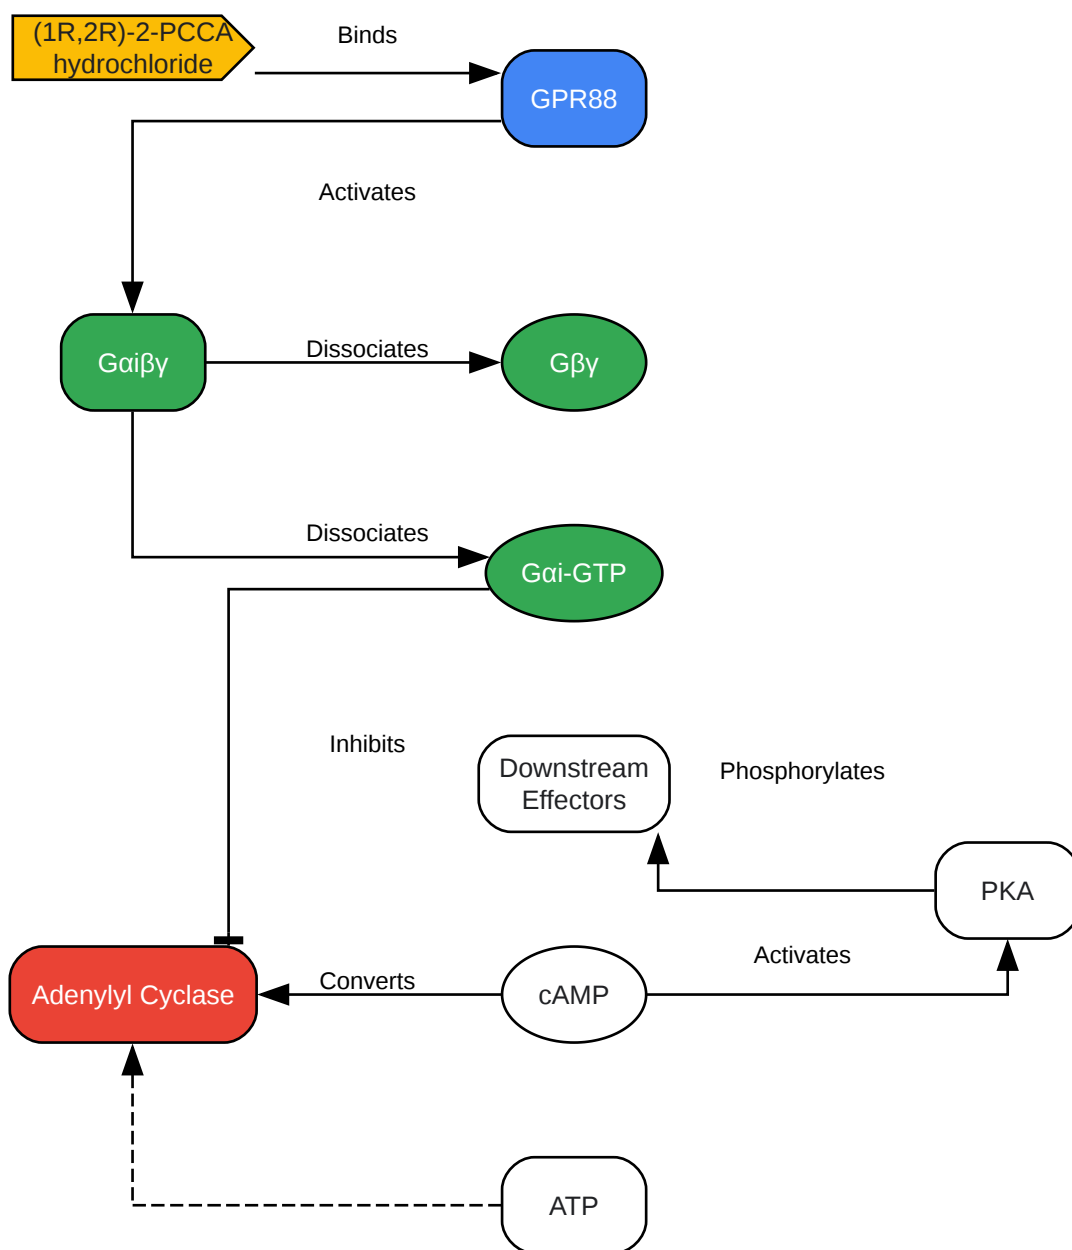 (1R,2R)-2-PCCA
hydrochloride
Binds
GPR88
Activates
Gαiβγ
Dissociates
Gβγ
Dissociates
Gαi-GTP
Inhibits
Downstream
Effectors
Phosphorylates
PKA
Adenylyl Cyclase
Converts
cAMP
Activates
ATP